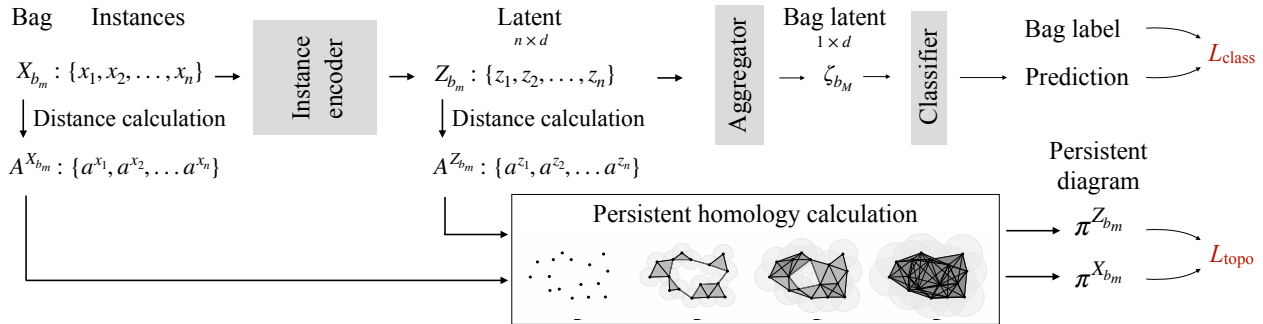 Bag Instances Latent Bag latent
n × d 1 × d Bag label
X_{b_m} : {x_1, x_2, . . . , x_n} Instance encoder Z_{b_m} : {z_1, z_2, . . . , z_n} Aggregator ζ_{b_M} Classifier Prediction L_class
Distance calculation Distance calculation
A^{X_{b_m}} : {a^{x_1}, a^{x_2}, . . . a^{x_n}} A^{Z_{b_m}} : {a^{z_1}, a^{z_2}, . . . a^{z_n}} Persistent
diagram
Persistent homology calculation π^{Z_{b_m}}
L_topo
π^{X_{b_m}}